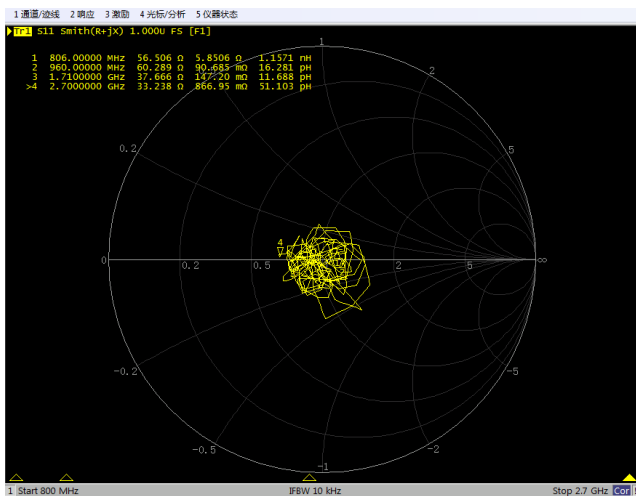 1 通道/迹线 2 响应 3 激励 4 光标/分析 5 仪器状态
Tr1 S11 Smith(R+jX) 1.000U FS [F1]
1 806.00000 MHz 56.506 Ω 5.8506 Ω 1.1571 nH
2 960.00000 MHz 60.289 Ω 90.685 mΩ 16.281 pH
3 1.7100000 GHz 37.666 Ω 147.20 mΩ 11.688 pH
>4 2.7000000 GHz 33.238 Ω 866.95 mΩ 51.103 pH
1
2
0.2
5
4
0
0.2
0.5
2
5
∞
-0.2
-5
-0.5
-2
-1
1 Start 800 MHz IFBW 10 kHz Stop 2.7 GHz Cor